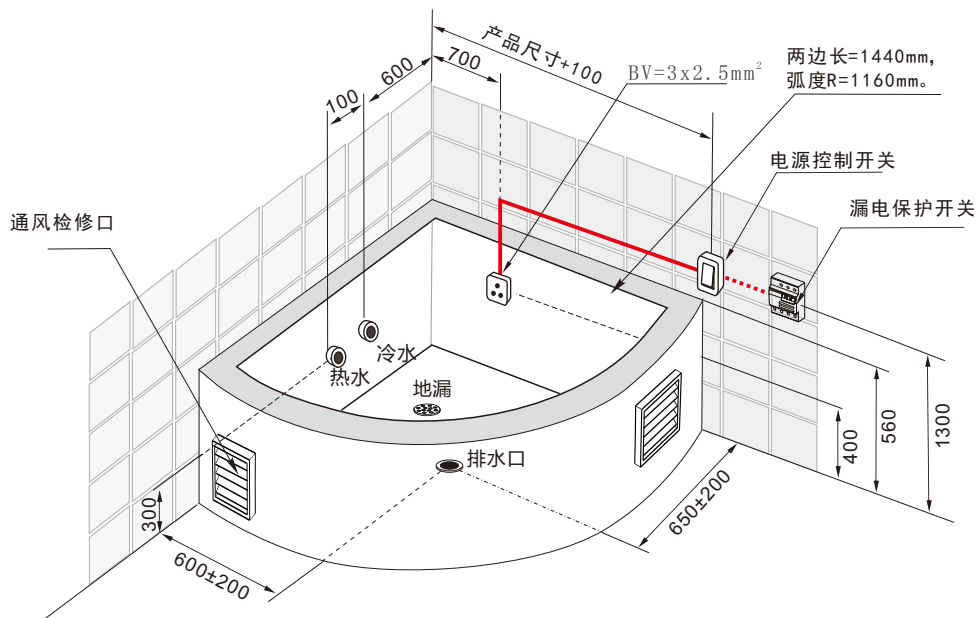 产品尺寸+100
700
600
100
BV=3x2.5mm²
两边长=1440mm,
弧度R=1160mm。
电源控制开关
漏电保护开关
通风检修口
冷水
热水
地漏
排水口
300
600±200
650±200
400
560
1300